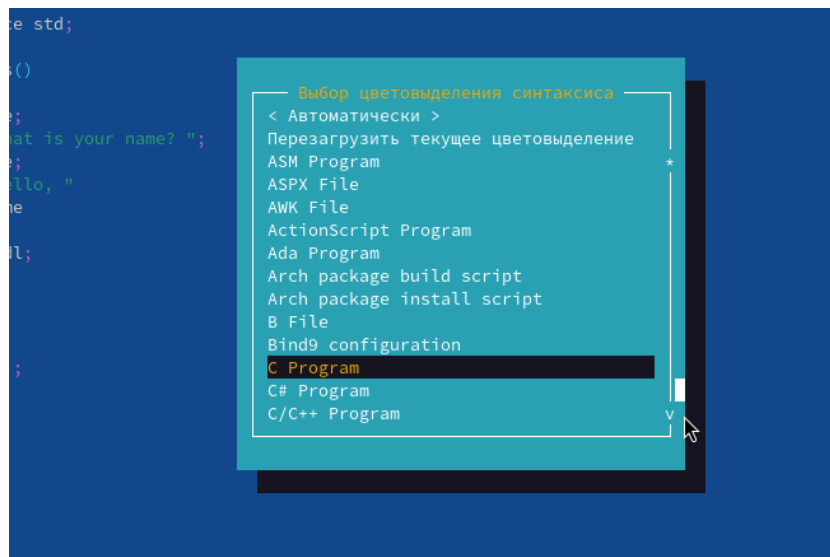 ce std;
s()
Выбор цветовыделения синтаксиса
e;
< Автоматически >
hat is your name? ";
Перезагрузить текущее цветовыделение
e;
ASM Program
*
ello, "
ASPX File
me
AWK File
ActionScript Program
dl;
Ada Program
Arch package build script
Arch package install script
B File
Bind9 configuration
;
C Program
C# Program
C/C++ Program
v